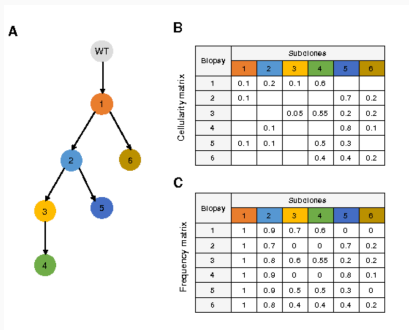 A
WT
1
2
6
3
5
4
B
Cellularity matrix
Biopsy Subclones
1 2 3 4 5 6
1 0.1 0.2 0.1 0.6
2 0.1 0.7 0.2
3 0.05 0.55 0.2 0.2
4 0.1 0.8 0.1
5 0.1 0.1 0.5 0.3
6 0.4 0.4 0.2
C
Frequency matrix
Biopsy Subclones
1 2 3 4 5 6
1 1 0.9 0.7 0.6 0 0
2 1 0.7 0 0 0.7 0.2
3 1 0.8 0.6 0.55 0.2 0.2
4 1 0.9 0 0 0.8 0.1
5 1 0.9 0.5 0.5 0.3 0
6 1 0.8 0.4 0.4 0.4 0.2